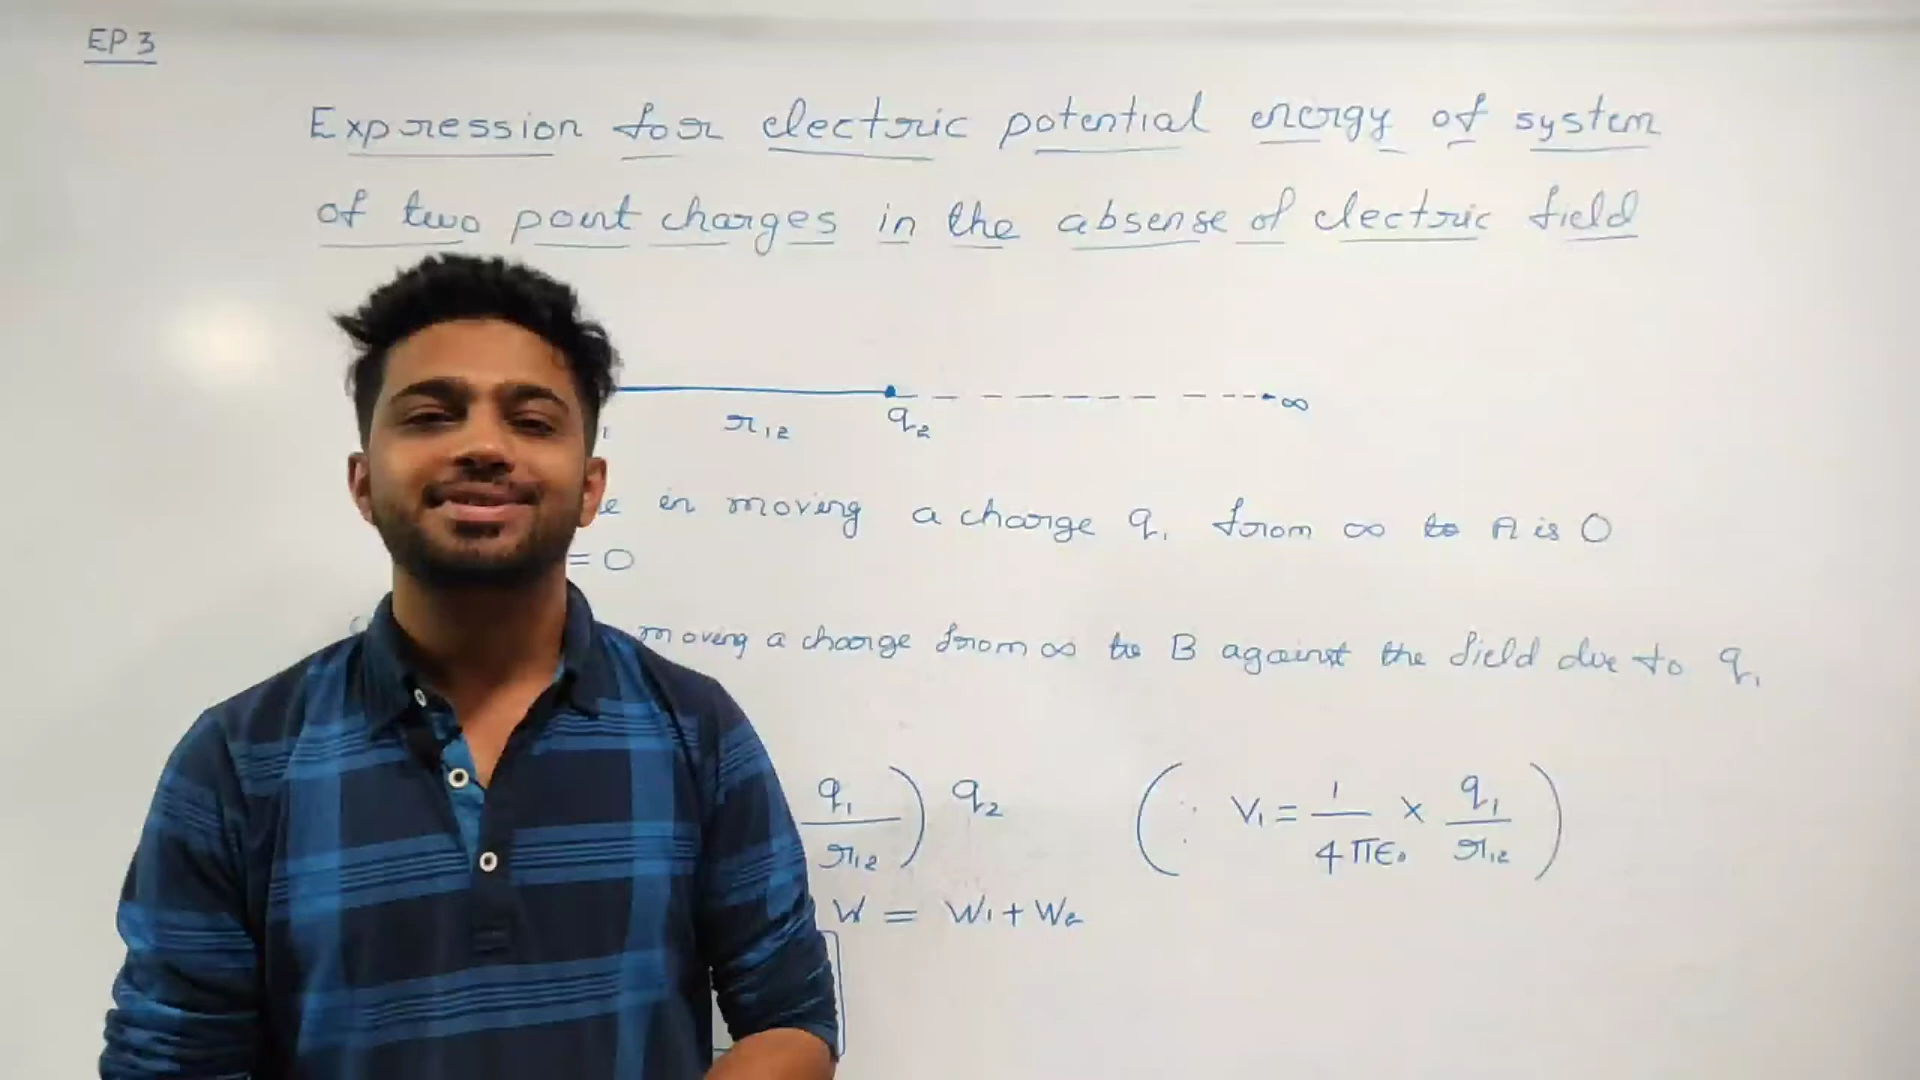 EP 3
Expression for electric potential energy of system
of two point charges in the absense of electric field
r₁₂ q₂ ∞
in moving a charge q₁ from ∞ to A is 0
= 0
moving a charge from ∞ to B against the field due to q₁
q₁/r₁₂) q₂ (∵ V₁ = 1/4πε₀ × q₁/r₁₂)
W = W₁ + W₂